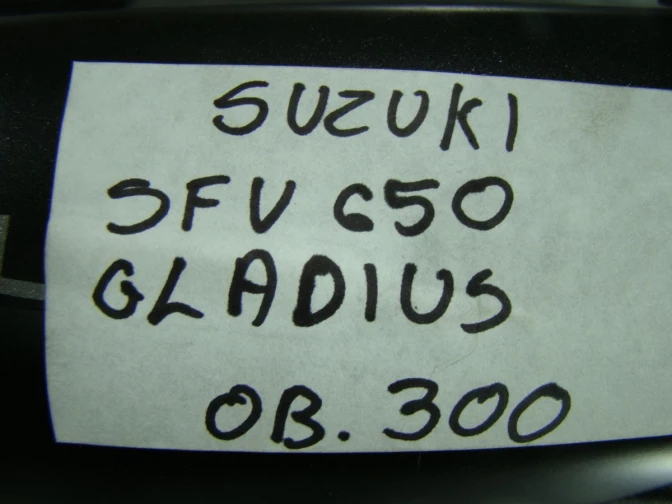 SUZUKI
SFV 650
GLADIUS
OB. 300